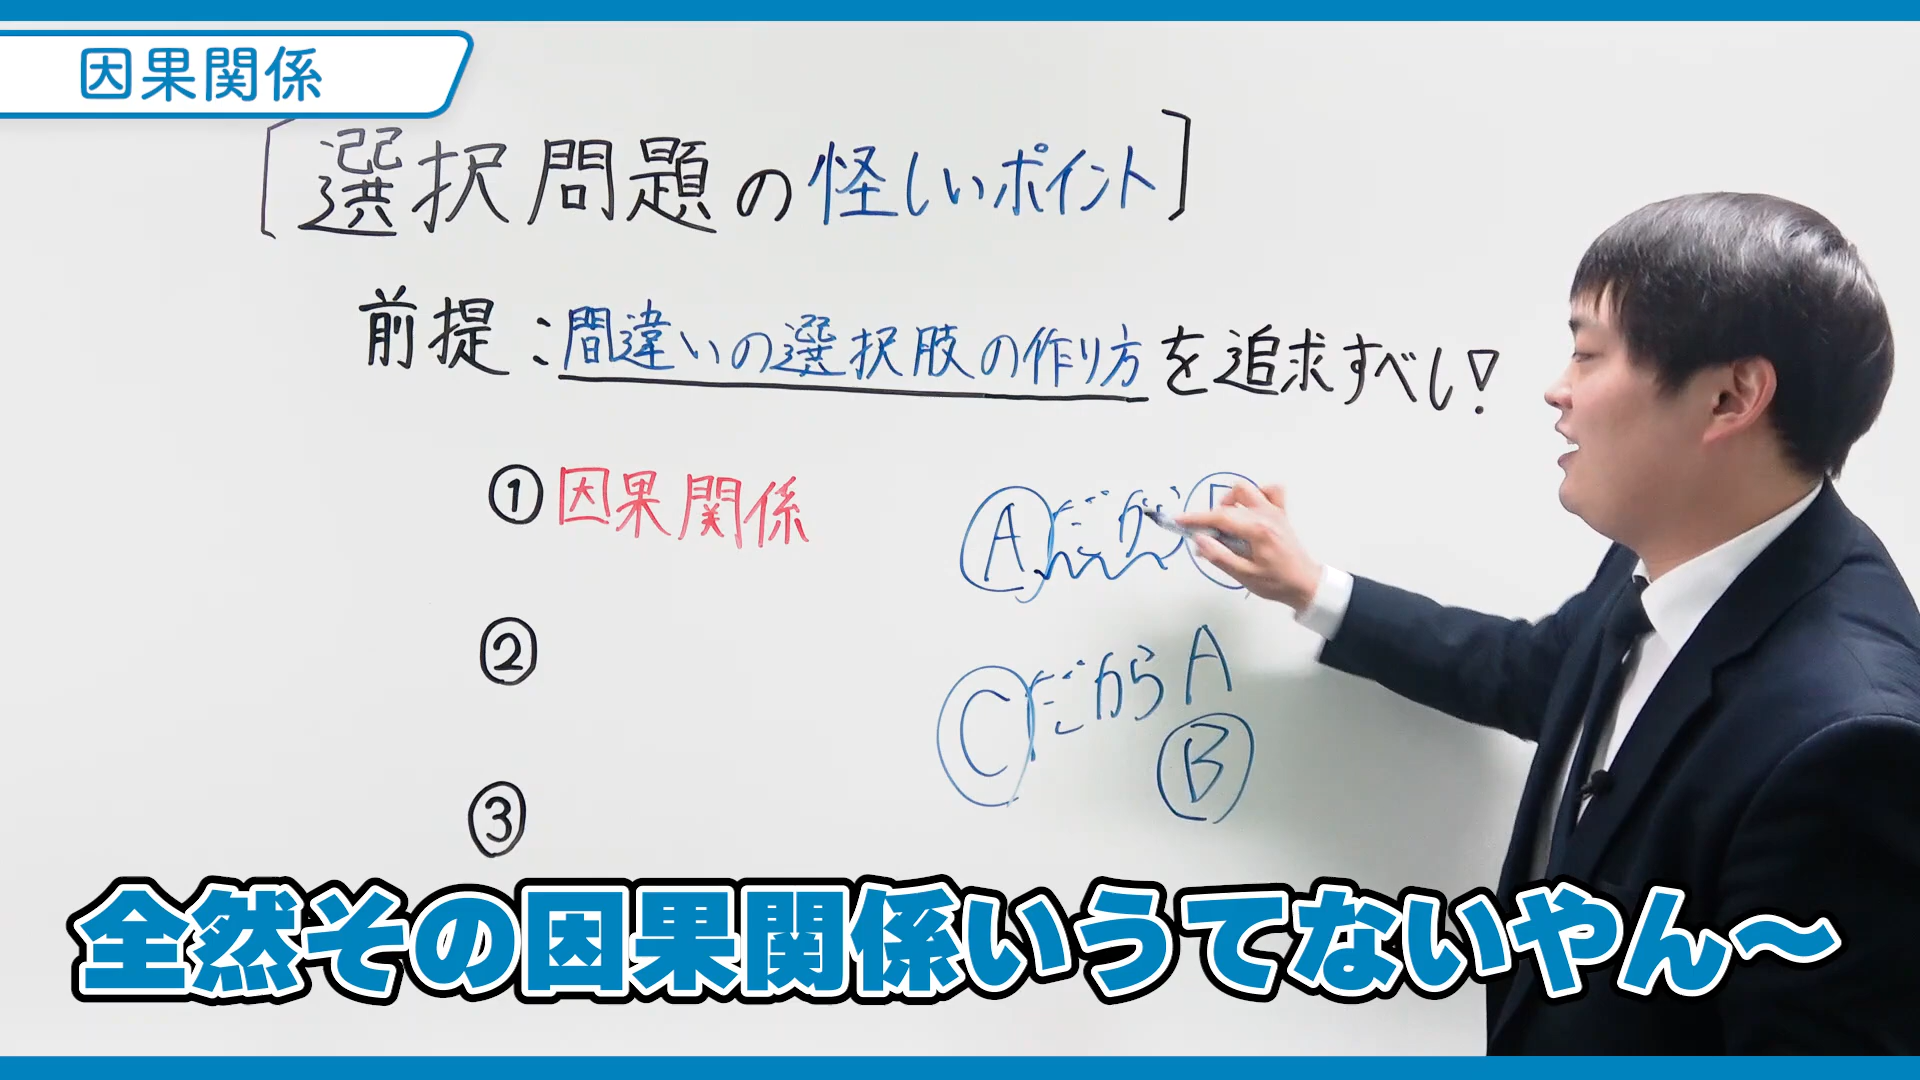 因果関係
[選択問題の怪しいポイント]
前提：間違いの選択肢の作り方を追求すべし!
①因果関係
AだからB
②
CだからA
B
③
全然その因果関係いうてないやん〜